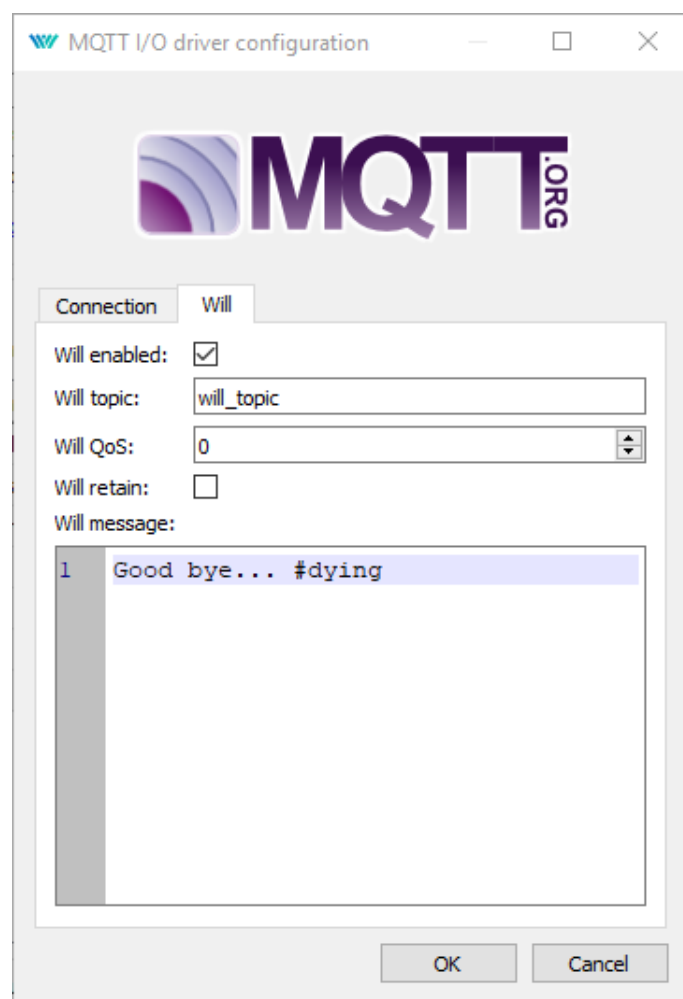 MQTT I/O driver configuration
MQTT.ORG
Connection Will
Will enabled:
Will topic: will_topic
Will QoS: 0
Will retain:
Will message:
1 Good bye... #dying
OK Cancel